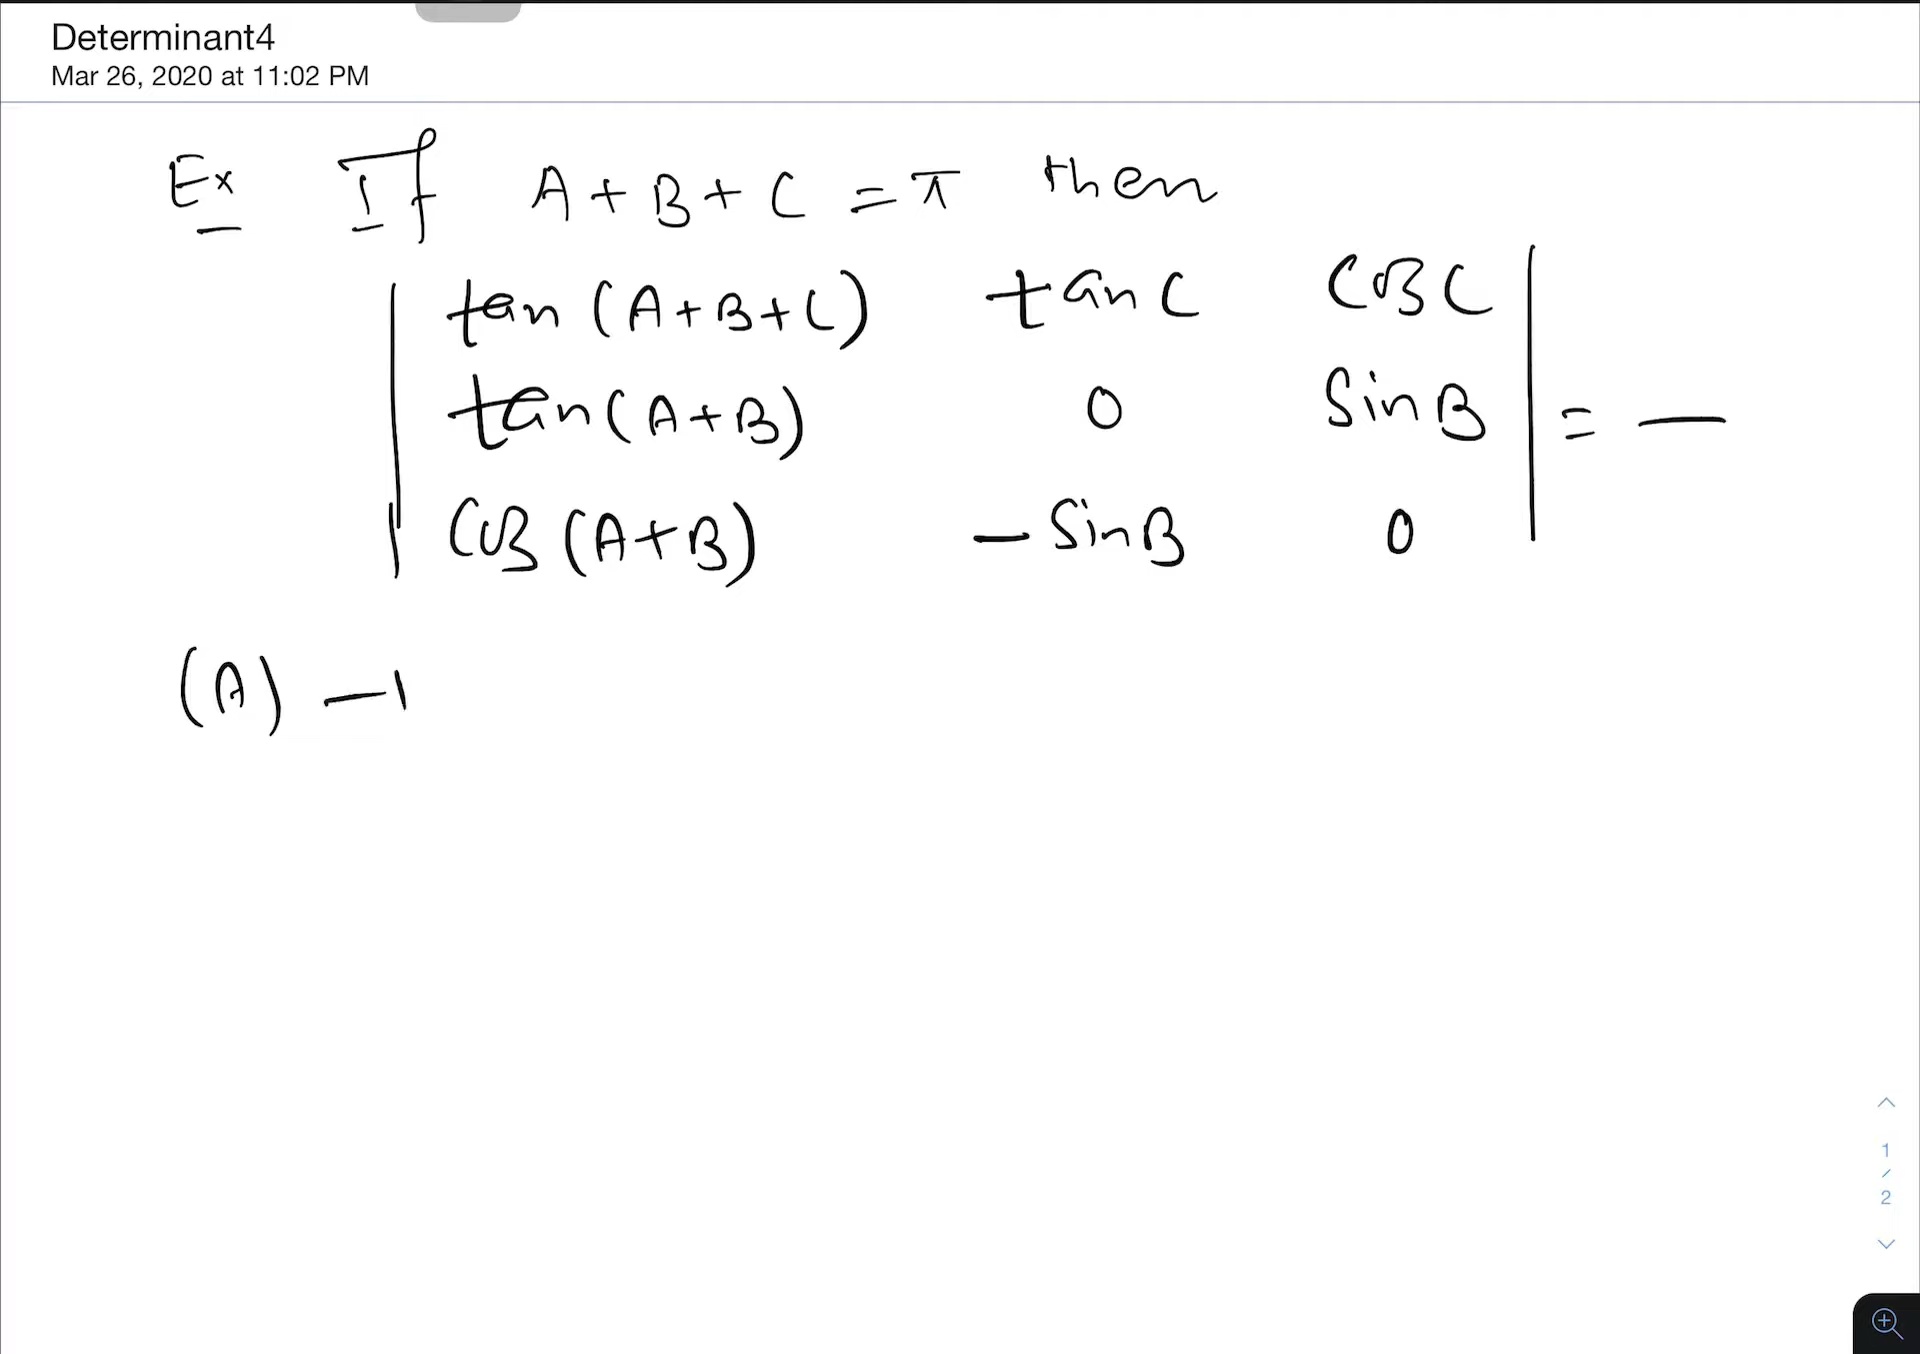 Determinant4
Mar 26, 2020 at 11:02 PM
Ex If A + B + C = π then
| tan (A+B+C) tan C cos C |
| tan (A+B) 0 sin B | = —
| cos (A+B) - sin B 0 |
(A) -1
1
/
2